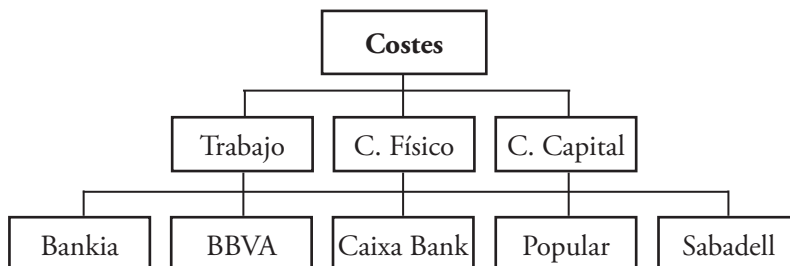 Costes
Trabajo
C. Físico
C. Capital
Bankia
BBVA
Caixa Bank
Popular
Sabadell